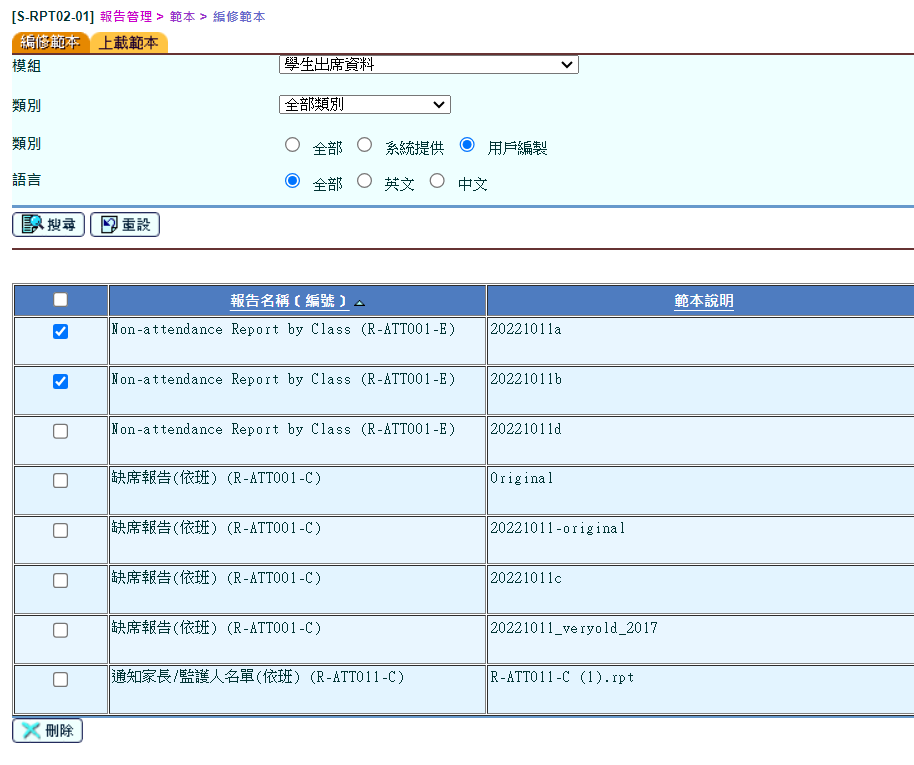 [S-RPT02-01] 報告管理 > 範本 > 編修範本
編修範本 上載範本
模組 學生出席資料
類別 全部類別
類別 全部 系統提供 用戶編製
語言 全部 英文 中文
搜尋 重設
報告名稱﹝編號﹞ 範本說明
Non-attendance Report by Class (R-ATT001-E) 20221011a
Non-attendance Report by Class (R-ATT001-E) 20221011b
Non-attendance Report by Class (R-ATT001-E) 20221011d
缺席報告(依班) (R-ATT001-C) Original
缺席報告(依班) (R-ATT001-C) 20221011-original
缺席報告(依班) (R-ATT001-C) 20221011c
缺席報告(依班) (R-ATT001-C) 20221011_veryold_2017
通知家長/監護人名單(依班) (R-ATT011-C) R-ATT011-C (1).rpt
刪除